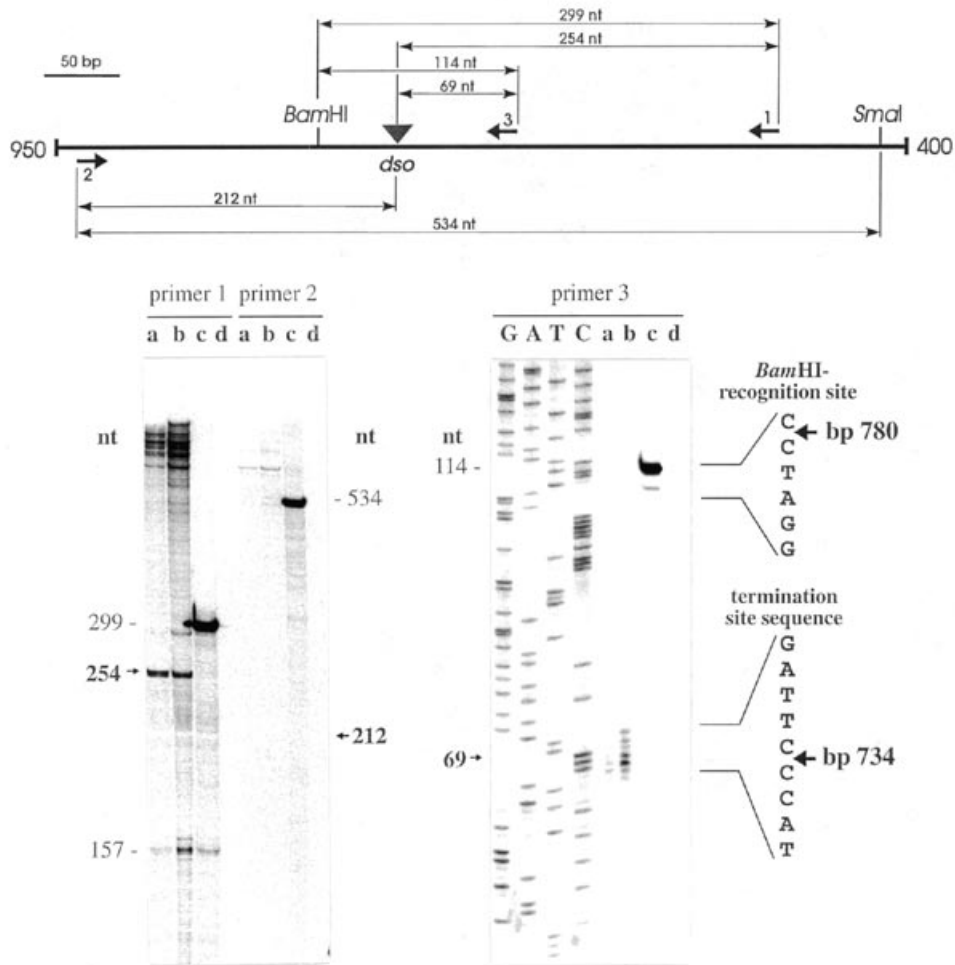 299 nt
254 nt
50 bp
114 nt
69 nt
BamHI
3
1
SmaI
950
400
2
dso
212 nt
534 nt
primer 1 primer 2
a b c d a b c d
primer 3
G A T C a b c d
nt
nt
nt
BamHI-
recognition site
C
C
T
A
G
G
bp 780
114 -
- 534
299 -
254
212
157 -
69
termination
site sequence
G
A
T
T
C
C
C
A
T
bp 734